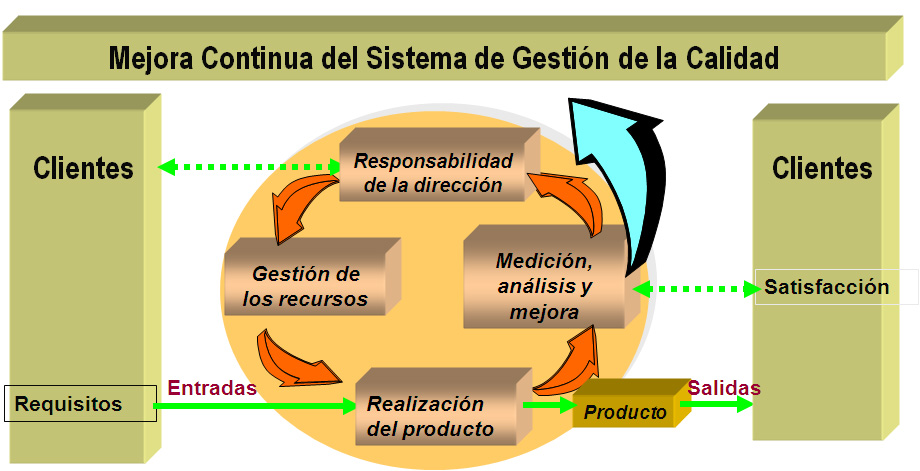 Mejora Continua del Sistema de Gestión de la Calidad
Clientes
Responsabilidad
de la dirección
Clientes
Gestión de
los recursos
Medición,
análisis y
mejora
Satisfacción
Entradas
Requisitos
Realización
del producto
Producto
Salidas